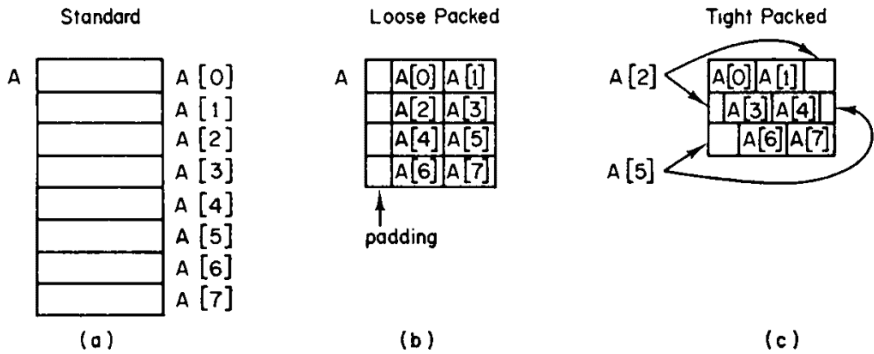 Standard
A
A [0]
A [1]
A [2]
A [3]
A [4]
A [5]
A [6]
A [7]
(a)
Loose Packed
A
A[0] A[1]
A[2] A[3]
A[4] A[5]
A[6] A[7]
padding
(b)
Tight Packed
A[2]
A[0] A[1]
A[3] A[4]
A[6] A[7]
A[5]
(c)